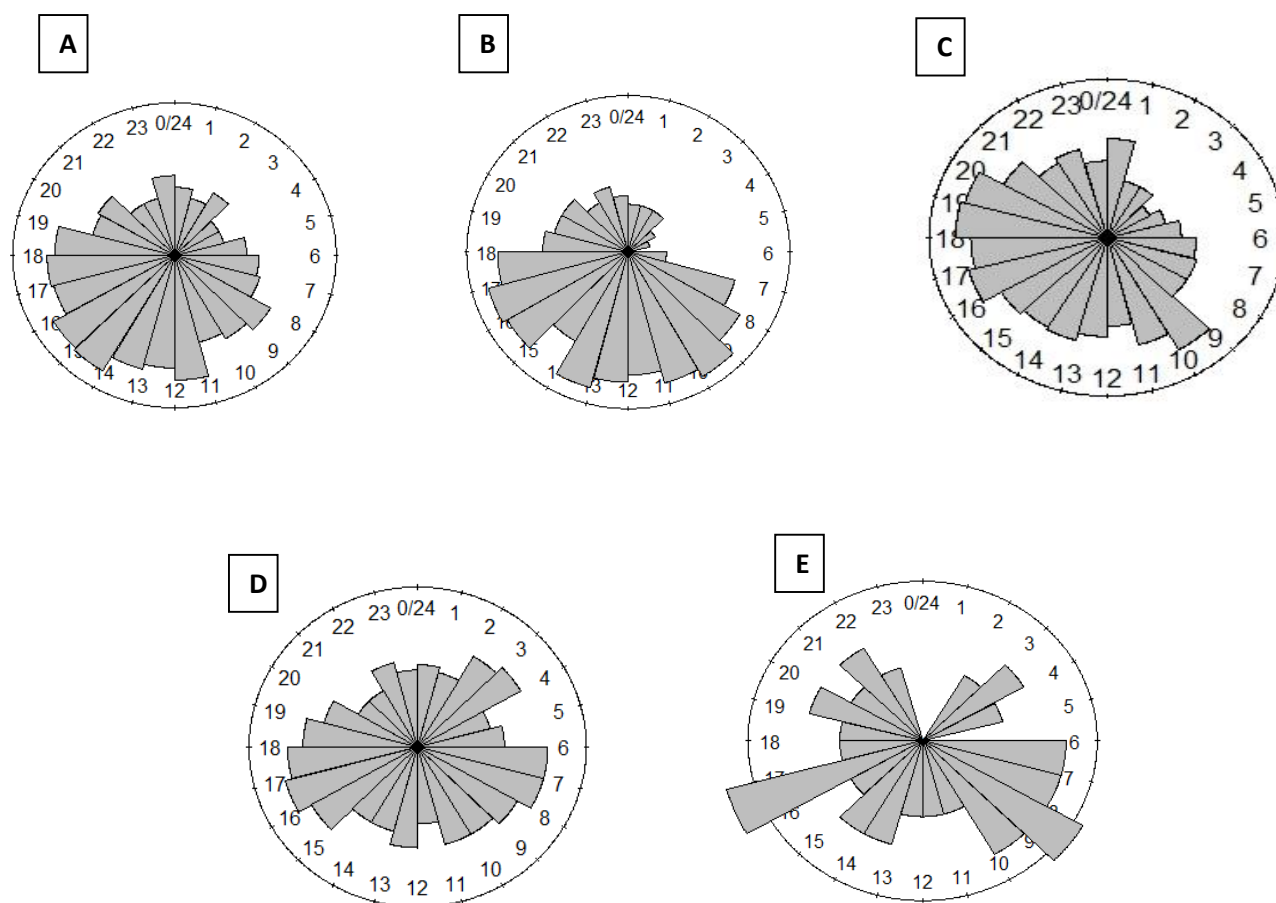 A
0/24 1 2 3 4 5 6 7 8 9 10 11 12 13 14 16 17 18 19 20 21 22 23
B
0/24 1 2 3 4 5 6 7 8 11 12 15 18 19 20 21 22 23
C
0/24 1 2 3 4 5 6 7 8 9 10 11 12 13 14 15 16 17 18 19 20 21 22 23
D
0/24 1 2 3 4 5 6 7 8 9 10 11 12 13 14 15 16 17 18 19 20 21 22 23
E
0/24 1 2 3 4 5 6 7 9 10 11 12 13 14 15 16 17 18 19 20 21 22 23